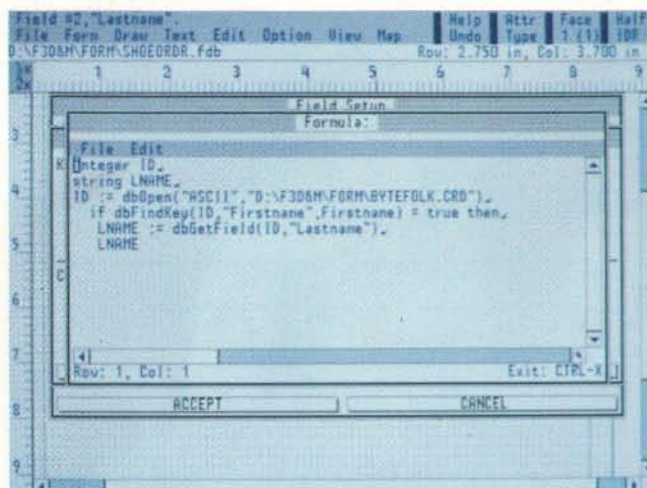 Field #2,"Lastname".
Help Attr Face Half
File Form Draw Text Edit Option View Map Undo Type 1 (1) IDF
D:\F3D&M\FORM\SHGEORDR.fdb Row: 2.750 in, Col: 3.700 in
1 2 3 4 5 6 7 8 9
Field Setup
Formula:
3
File Edit
K Integer ID↲
string LNAME↲
4
ID := dbOpen("ASCII","D:\F3D&M\FORM\BYTEFOLK.CRD")↲
if dbFindKey(ID,"Firstname",Firstname) = true then↲
5
LNAME := dbGetField(ID,"Lastname")↲
LNAME
C
6
7
Row: 1, Col: 1 Exit: CTRL-X
8
ACCEPT CANCEL
9